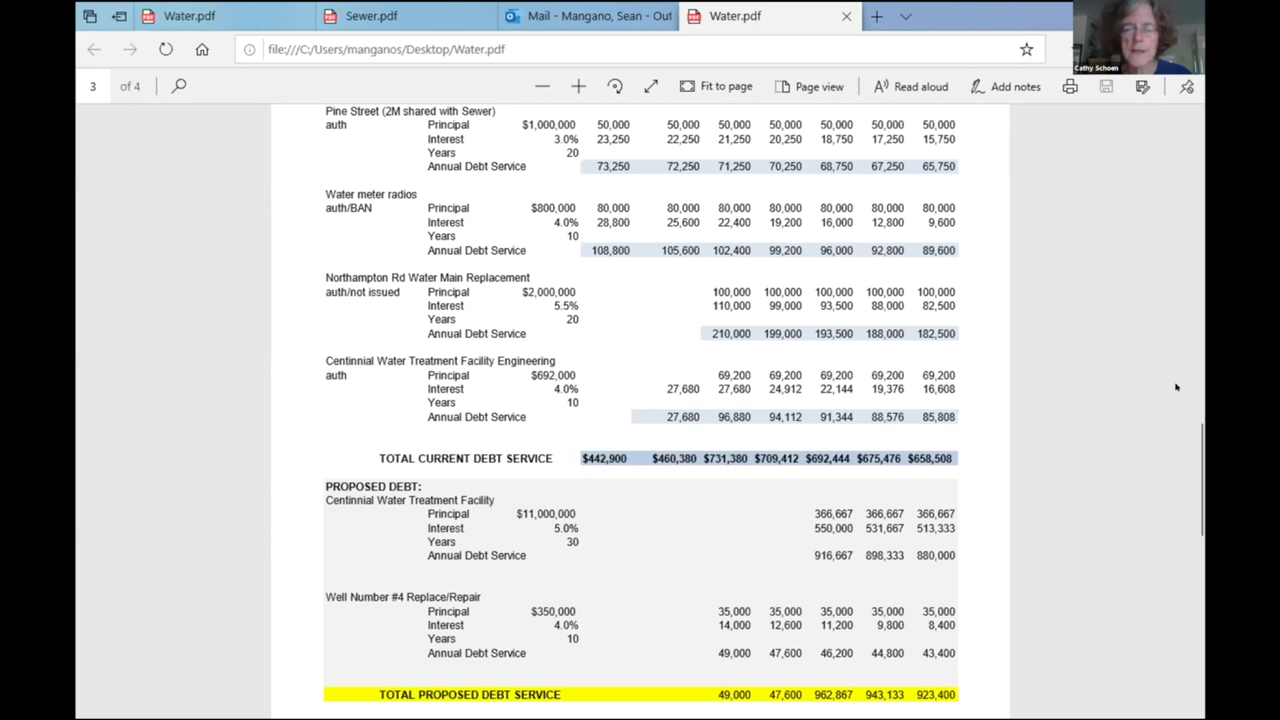 Water.pdf
Sewer.pdf
Mail - Mangano, Sean - Out
Water.pdf
file:///C:/Users/manganos/Desktop/Water.pdf
Cathy Schoen
3 of 4
Fit to page
Page view
Read aloud
Add notes
Pine Street (2M shared with Sewer)
auth Principal $1,000,000 50,000 50,000 50,000 50,000 50,000 50,000 50,000
Interest 3.0% 23,250 22,250 21,250 20,250 18,750 17,250 15,750
Years 20
Annual Debt Service 73,250 72,250 71,250 70,250 68,750 67,250 65,750
Water meter radios
auth/BAN Principal $800,000 80,000 80,000 80,000 80,000 80,000 80,000 80,000
Interest 4.0% 28,800 25,600 22,400 19,200 16,000 12,800 9,600
Years 10
Annual Debt Service 108,800 105,600 102,400 99,200 96,000 92,800 89,600
Northampton Rd Water Main Replacement
auth/not issued Principal $2,000,000 100,000 100,000 100,000 100,000 100,000
Interest 5.5% 110,000 99,000 93,500 88,000 82,500
Years 20
Annual Debt Service 210,000 199,000 193,500 188,000 182,500
Centinnial Water Treatment Facility Engineering
auth Principal $692,000 69,200 69,200 69,200 69,200 69,200
Interest 4.0% 27,680 27,680 24,912 22,144 19,376 16,608
Years 10
Annual Debt Service 27,680 96,880 94,112 91,344 88,576 85,808
TOTAL CURRENT DEBT SERVICE $442,900 $460,380 $731,380 $709,412 $692,444 $675,476 $658,508
PROPOSED DEBT:
Centinnial Water Treatment Facility
Principal $11,000,000 366,667 366,667 366,667
Interest 5.0% 550,000 531,667 513,333
Years 30
Annual Debt Service 916,667 898,333 880,000
Well Number #4 Replace/Repair
Principal $350,000 35,000 35,000 35,000 35,000 35,000
Interest 4.0% 14,000 12,600 11,200 9,800 8,400
Years 10
Annual Debt Service 49,000 47,600 46,200 44,800 43,400
TOTAL PROPOSED DEBT SERVICE 49,000 47,600 962,867 943,133 923,400